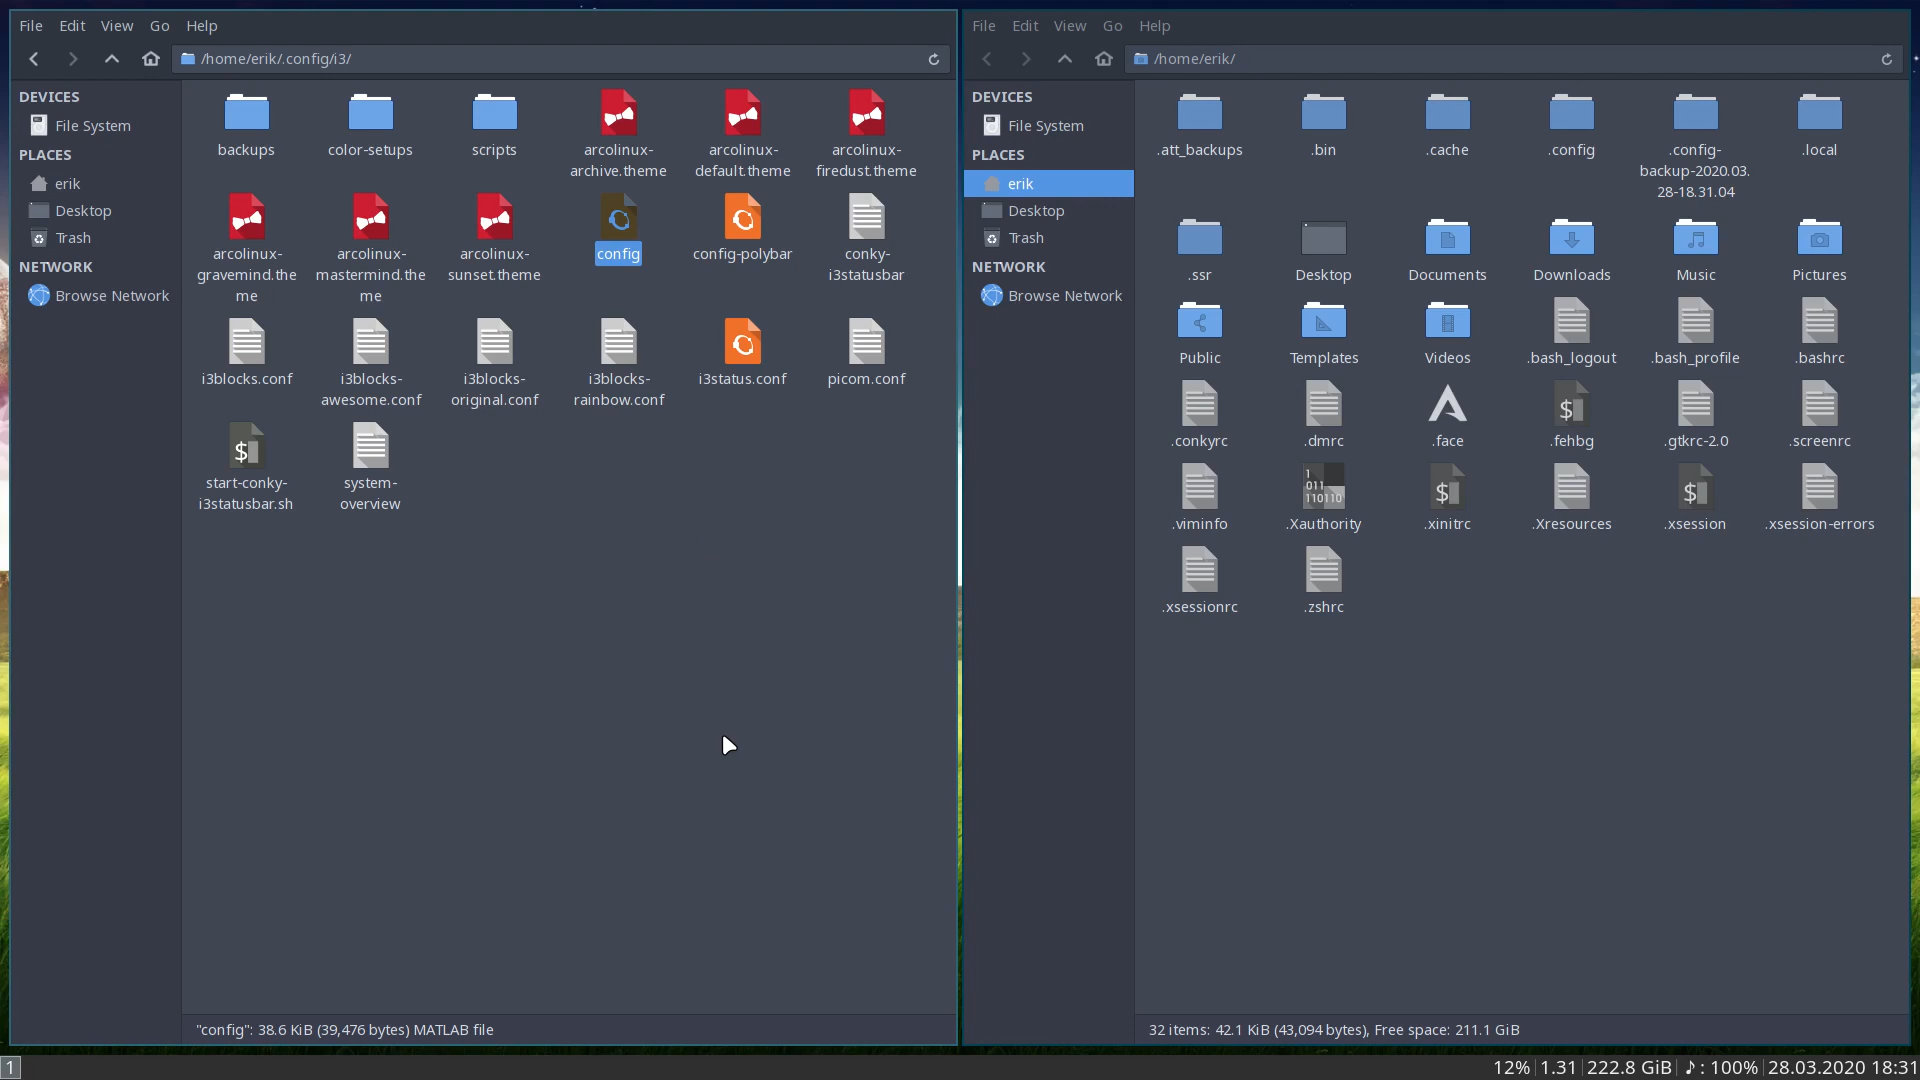 File Edit View Go Help
/home/erik/.config/i3/
DEVICES
File System
PLACES
erik
Desktop
Trash
NETWORK
Browse Network
backups
color-setups
scripts
arcolinux-
archive.theme
arcolinux-
default.theme
arcolinux-
firedust.theme
arcolinux-
gravemind.the
me
arcolinux-
mastermind.the
me
arcolinux-
sunset.theme
config
config-polybar
conky-
i3statusbar
i3blocks.conf
i3blocks-
awesome.conf
i3blocks-
original.conf
i3blocks-
rainbow.conf
i3status.conf
picom.conf
$
start-conky-
i3statusbar.sh
system-
overview
"config": 38.6 KiB (39,476 bytes) MATLAB file
File Edit View Go Help
/home/erik/
DEVICES
File System
PLACES
erik
Desktop
Trash
NETWORK
Browse Network
.att_backups
.bin
.cache
.config
.config-
backup-2020.03.
28-18.31.04
.local
.ssr
Desktop
Documents
Downloads
Music
Pictures
Public
Templates
Videos
.bash_logout
.bash_profile
.bashrc
.conkyrc
.dmrc
.face
$
.fehbg
.gtkrc-2.0
.screenrc
.viminfo
1
011
110110
.Xauthority
$
.xinitrc
.Xresources
$
.xsession
.xsession-errors
.xsessionrc
.zshrc
32 items: 42.1 KiB (43,094 bytes), Free space: 211.1 GiB
1
12% 1.31 222.8 GiB ♪: 100% 28.03.2020 18:31